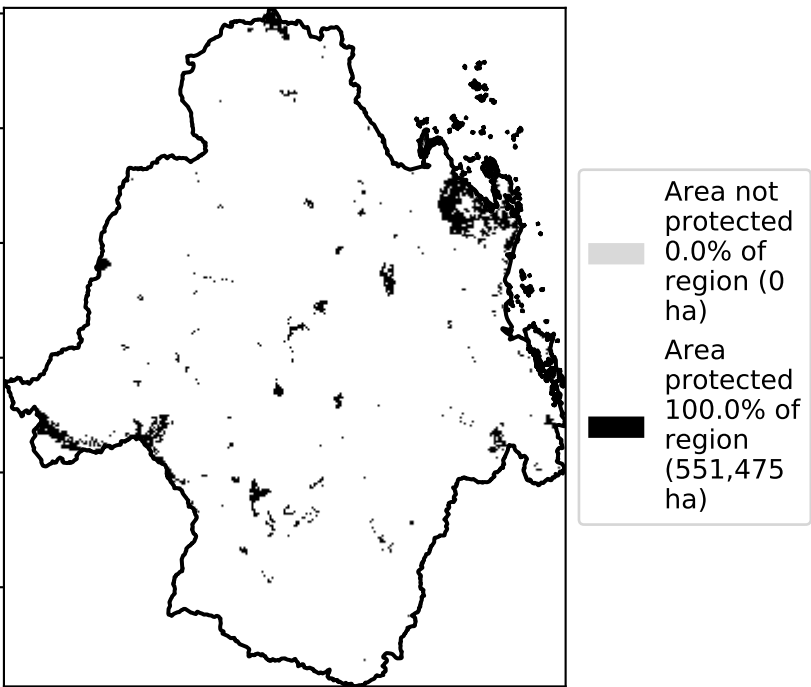 Area not
protected
0.0% of
region (0
ha)
Area
protected
100.0% of
region
(551,475
ha)